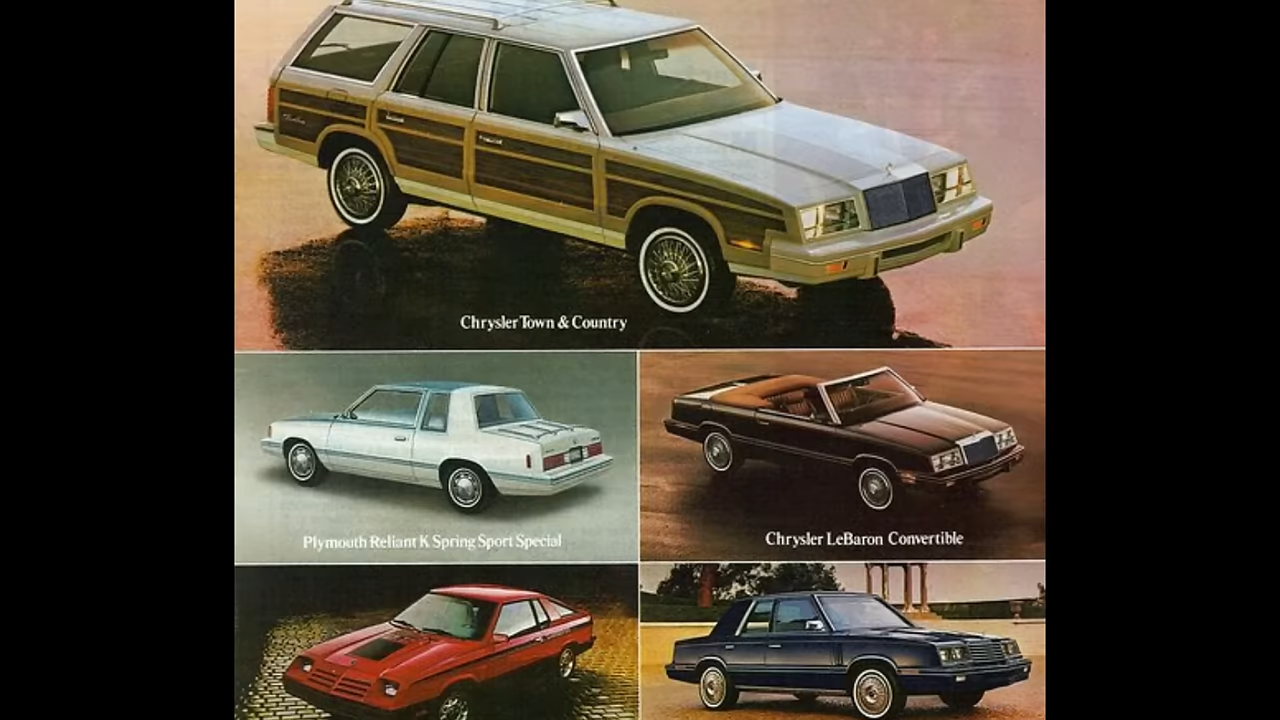 Chrysler Town & Country
Plymouth Reliant K Spring Sport Special
Chrysler LeBaron Convertible